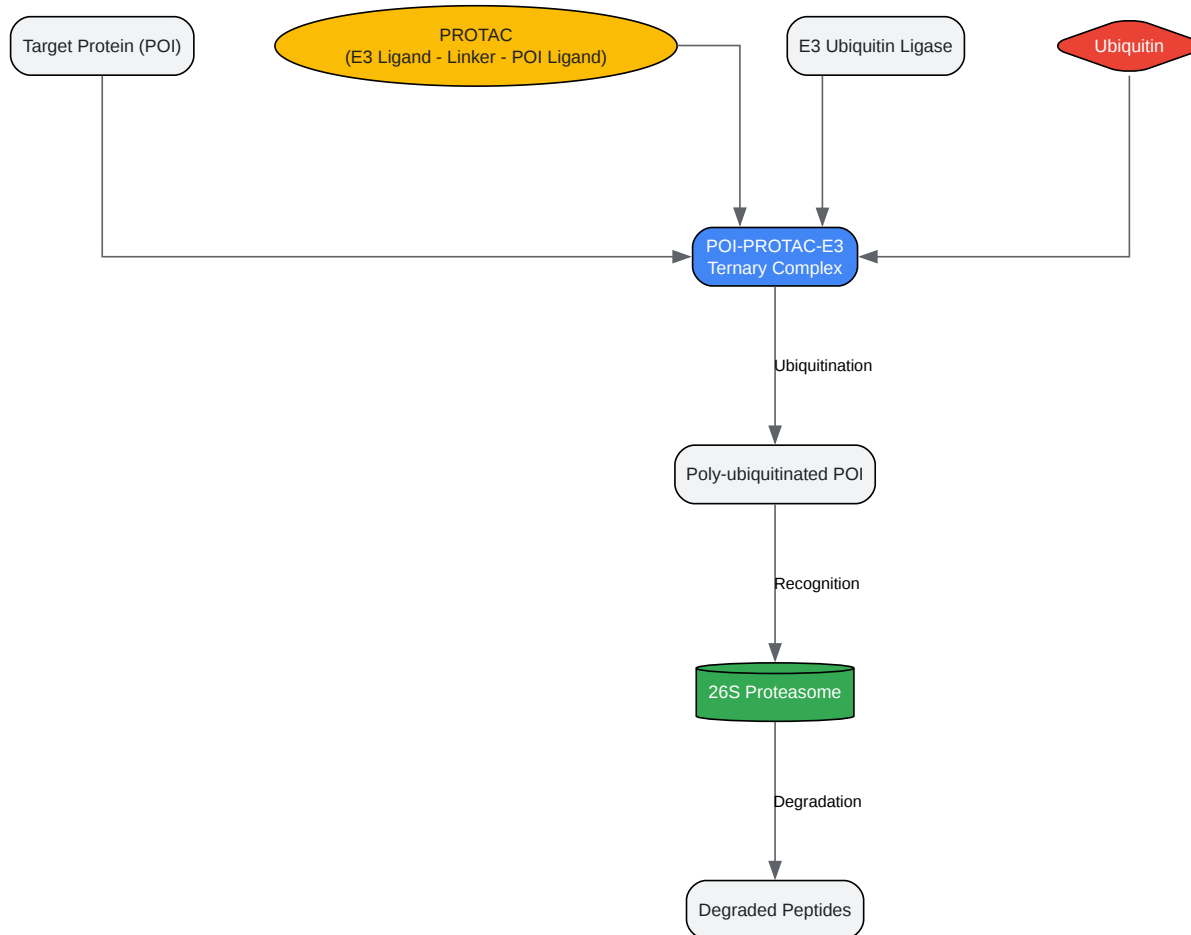 Target Protein (POI)
PROTAC
(E3 Ligand - Linker - POI Ligand)
E3 Ubiquitin Ligase
Ubiquitin
POI-PROTAC-E3
Ternary Complex
Ubiquitination
Poly-ubiquitinated POI
Recognition
26S Proteasome
Degradation
Degraded Peptides